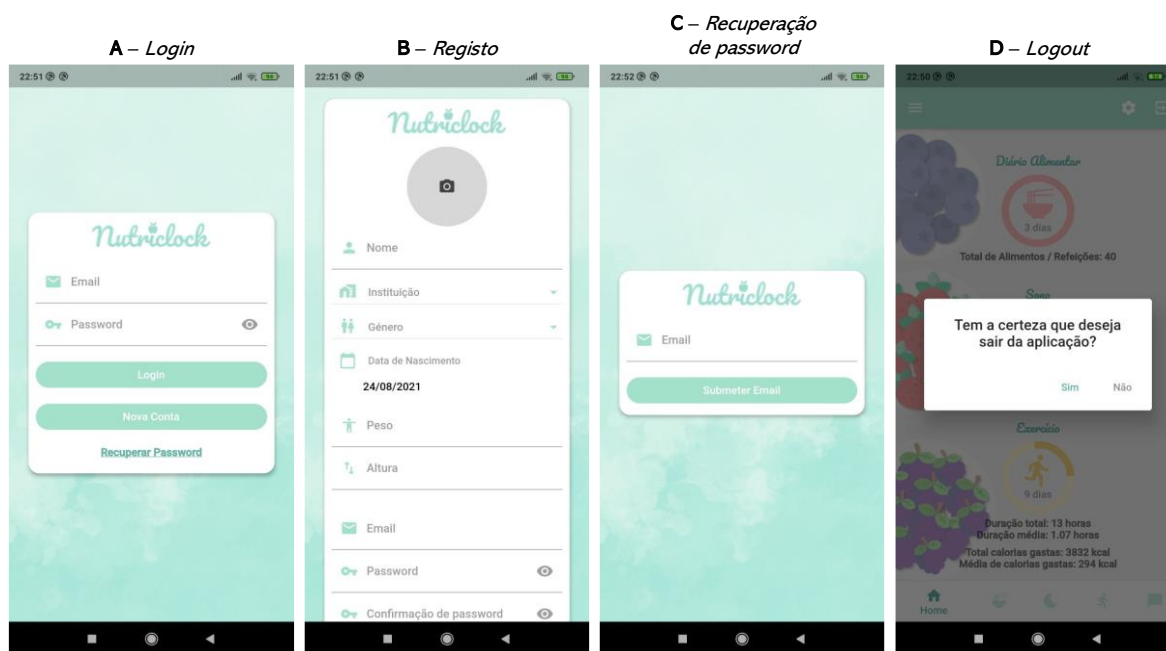 A – Login
22:51
Nutriclock
Email
Password
Login
Nova Conta
Recuperar Password
B – Registo
22:51
Nutriclock
Nome
Instituição
Género
Data de Nascimento
24/08/2021
Peso
Altura
Email
Password
Confirmação de password
C – Recuperação
de password
22:52
Nutriclock
Email
Submeter Email
D – Logout
22:50
Diário Alimentar
3 dias
Total de Alimentos / Refeições: 40
Sono
Tem a certeza que deseja
sair da aplicação?
Sim Não
Exercício
9 dias
Duração total: 13 horas
Duração média: 1.07 horas
Total calorias gastas: 3832 kcal
Média de calorias gastas: 294 kcal
Home